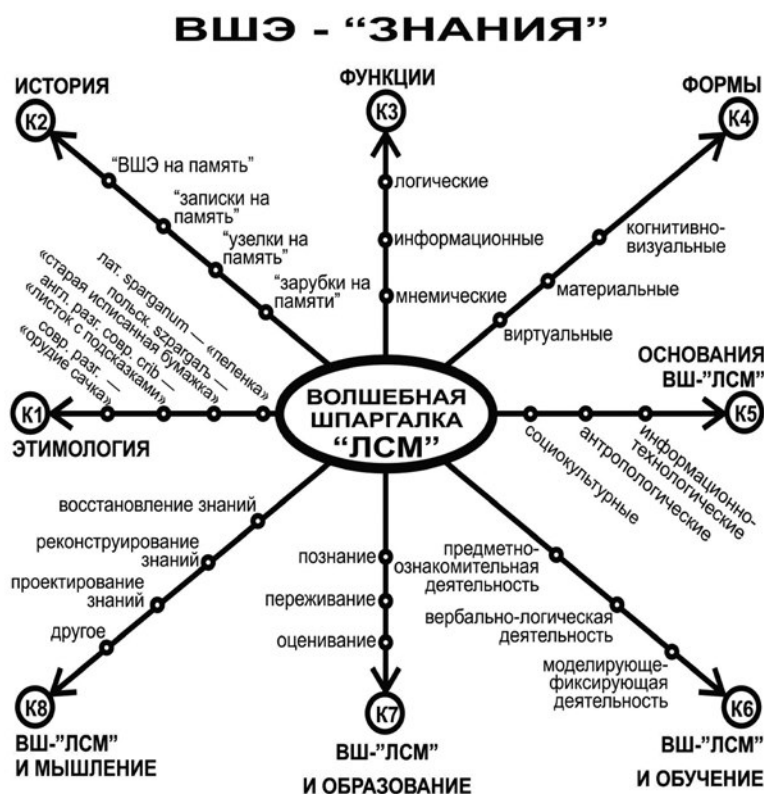 ВШЭ - “ЗНАНИЯ”
ИСТОРИЯ
К2
“ВШЭ на память”
“записки на
память”
“узелки на
память”
“зарубки на
памяти”
ФУНКЦИИ
К3
логические
информационные
мнемические
ФОРМЫ
К4
когнитивно-
визуальные
материальные
виртуальные
лат. sparganum — «пеленка»
польск. szpargaлъ —
«старая исписанная бумажка»
англ. разг. совр. crib —
«листок с подсказками»
совр. разг. —
«орудие сачка»
К1
ЭТИМОЛОГИЯ
ВОЛШЕБНАЯ
ШПАРГАЛКА
“ЛСМ”
ОСНОВАНИЯ
ВШ-”ЛСМ”
К5
социокультурные
антропологические
информационно-
технологические
восстановление знаний
реконструирование
знаний
проектирование
знаний
другое
К8
ВШ-”ЛСМ”
И МЫШЛЕНИЕ
познание
переживание
оценивание
К7
ВШ-”ЛСМ”
И ОБРАЗОВАНИЕ
предметно-
ознакомительная
деятельность
вербально-логическая
деятельность
моделирующе-
фиксирующая
деятельность
К6
ВШ-”ЛСМ”
И ОБУЧЕНИЕ